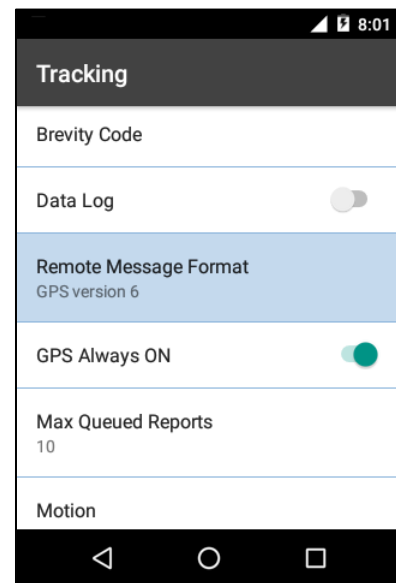 8:01
Tracking
Brevity Code
Data Log
Remote Message Format
GPS version 6
GPS Always ON
Max Queued Reports
10
Motion